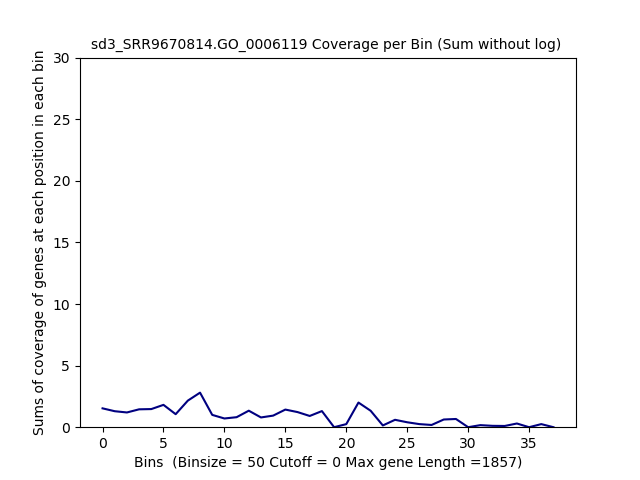 sd3_SRR9670814.GO_0006119 Coverage per Bin (Sum without log)
Sums of coverage of genes at each position in each bin
30
25
20
15
10
5
0
0 5 10 15 20 25 30 35
Bins  (Binsize = 50 Cutoff = 0 Max gene Length =1857)